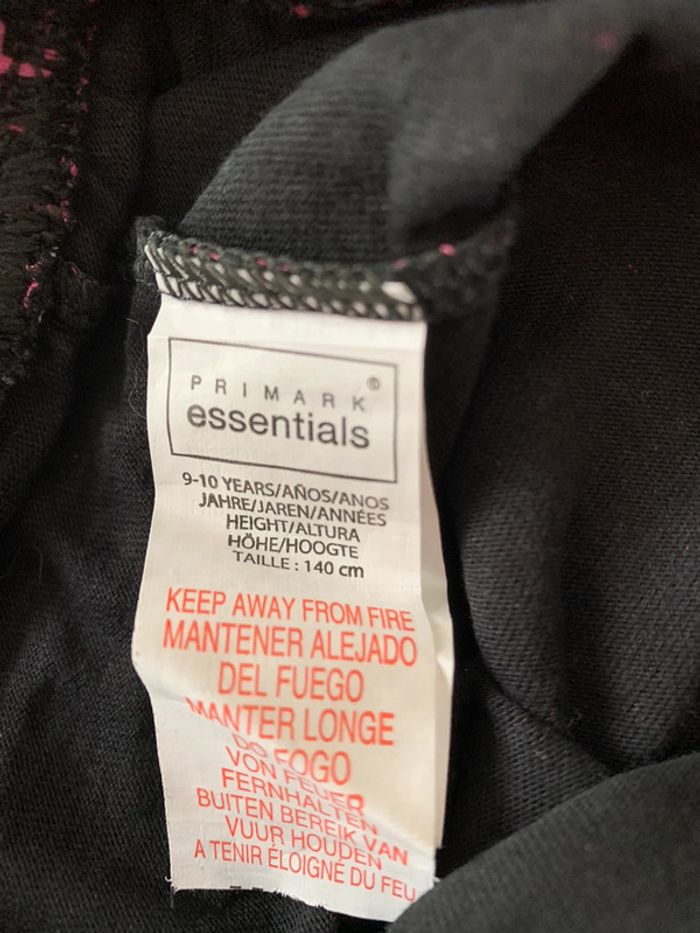 PRIMARK®
essentials
9-10 YEARS/AÑOS/ANOS
JAHRE/JAREN/ANNÉES
HEIGHT/ALTURA
HÖHE/HOOGTE
TAILLE : 140 cm
KEEP AWAY FROM FIRE
MANTENER ALEJADO
DEL FUEGO
MANTER LONGE
DO FOGO
VON FEUER
FERNHALTEN
BUITEN BEREIK VAN
VUUR HOUDEN
A TENIR ÉLOIGNÉ DU FEU